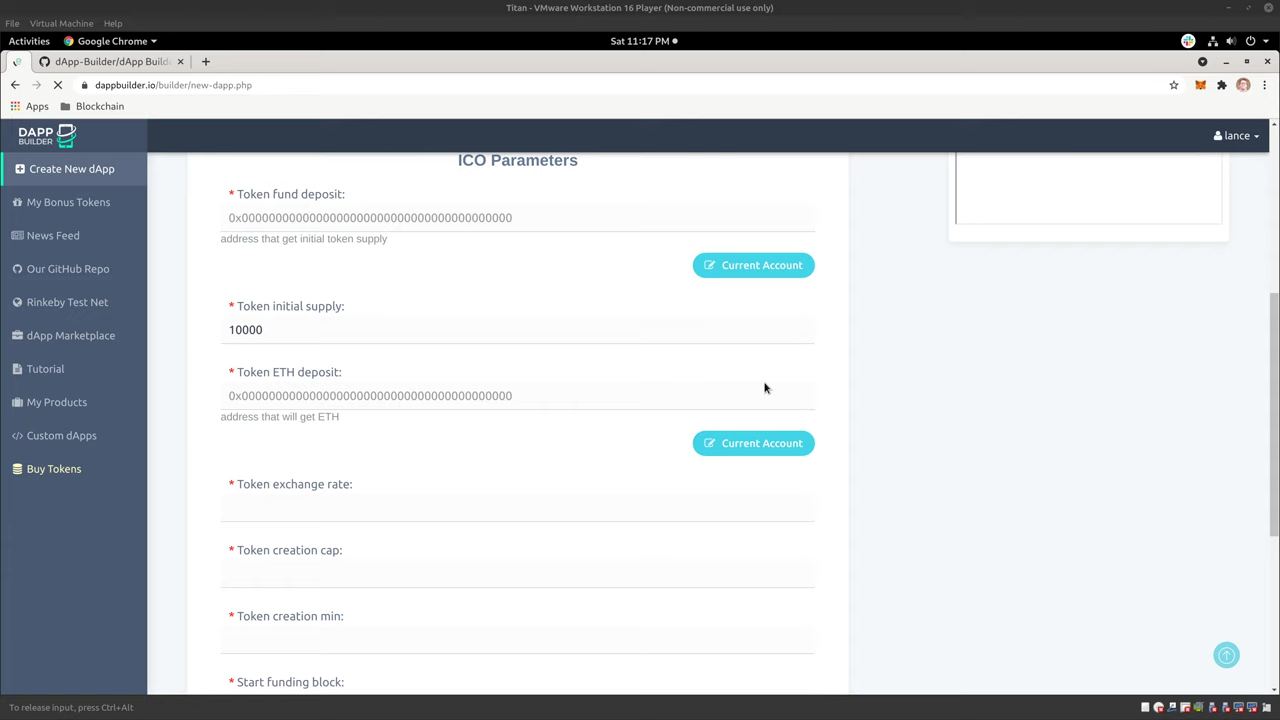 Titan - VMware Workstation 16 Player (Non-commercial use only)
File Virtual Machine Help
Activities Google Chrome Sat 11:17 PM
dApp-Builder/dApp Build
dappbuilder.io/builder/new-dapp.php
Apps Blockchain
DAPP
BUILDER
lance
Create New dApp
My Bonus Tokens
News Feed
Our GitHub Repo
Rinkeby Test Net
dApp Marketplace
Tutorial
My Products
Custom dApps
Buy Tokens
ICO Parameters
* Token fund deposit:
0x0000000000000000000000000000000000000000
address that get initial token supply
Current Account
* Token initial supply:
10000
* Token ETH deposit:
0x0000000000000000000000000000000000000000
address that will get ETH
Current Account
* Token exchange rate:
* Token creation cap:
* Token creation min:
* Start funding block:
To release input, press Ctrl+Alt